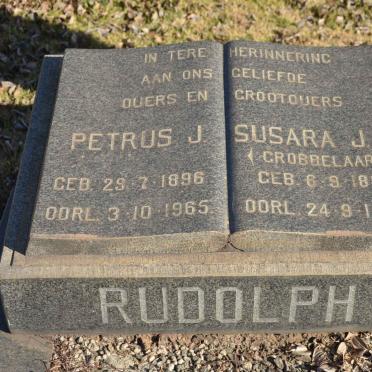 IN TERE HERINNERING
AAN ONS GELIEFDE
OUERS EN GROOTOUERS
PETRUS J.
GEB. 29·7·1896
OORL. 3·10·1965.
SUSARA J.
(GROBBELAAR
GEB. 6·9·18
OORL. 24·9·1
RUDOLPH